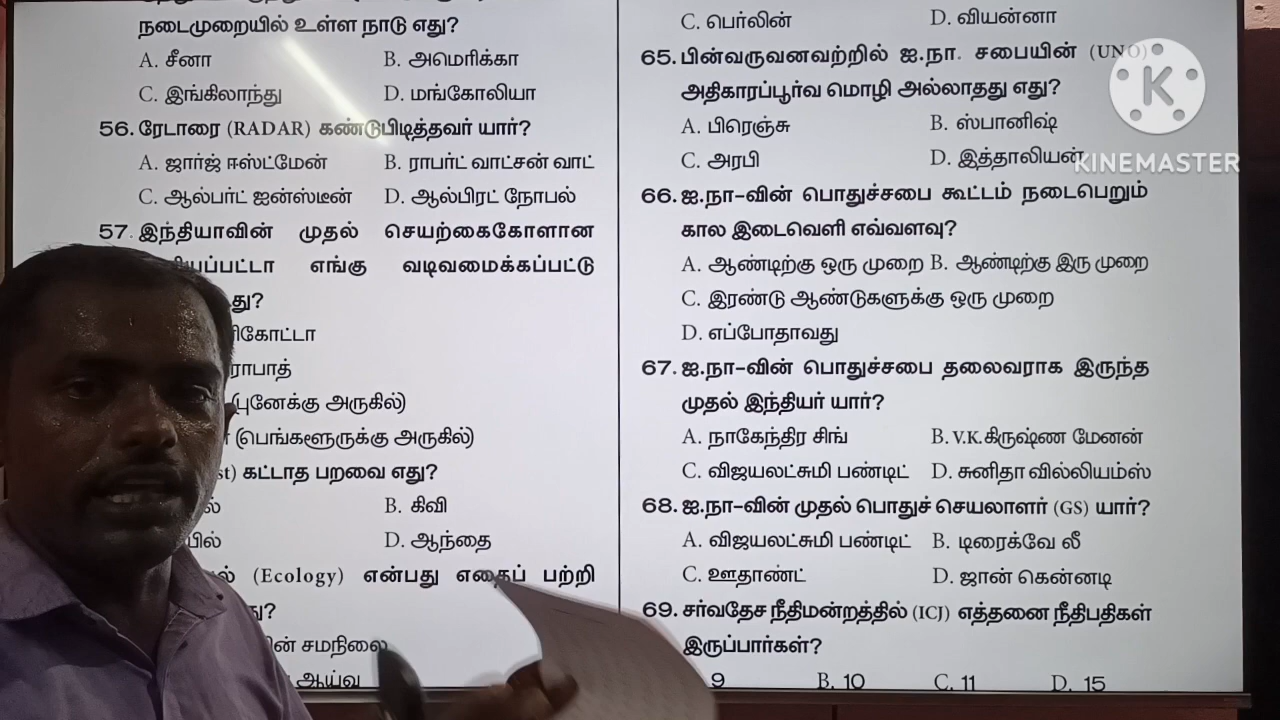 நடைமுறையில் உள்ள நாடு எது?
A. சீனா B. அமெரிக்கா
C. இங்கிலாந்து D. மங்கோலியா
56. ரேடாரை (RADAR) கண்டுபிடித்தவர் யார்?
A. ஜார்ஜ் ஈஸ்ட்மேன் B. ராபர்ட் வாட்சன் வாட்
C. ஆல்பர்ட் ஐன்ஸ்டீன் D. ஆல்பிரட் நோபல்
57. இந்தியாவின் முதல் செயற்கைகோளான
எங்கு வடிவமைக்கப்பட்டு
(புனேக்கு அருகில்)
(பெங்களூருக்கு அருகில்)
கட்டாத பறவை எது?
B. கிவி
D. ஆந்தை
(Ecology) என்பது எதைப் பற்றி
சமநிலை
ஆய்வு
C. பெர்லின் D. வியன்னா
65. பின்வருவனவற்றில் ஐ.நா. சபையின் (UNO)
அதிகாரப்பூர்வ மொழி அல்லாதது எது?
A. பிரெஞ்சு B. ஸ்பானிஷ்
C. அரபி D. இத்தாலியன்
66. ஐ.நா-வின் பொதுச்சபை கூட்டம் நடைபெறும்
கால இடைவெளி எவ்வளவு?
A. ஆண்டிற்கு ஒரு முறை B. ஆண்டிற்கு இரு முறை
C. இரண்டு ஆண்டுகளுக்கு ஒரு முறை
D. எப்போதாவது
67. ஐ.நா-வின் பொதுச்சபை தலைவராக இருந்த
முதல் இந்தியர் யார்?
A. நாகேந்திர சிங் B. V.K.கிருஷ்ண மேனன்
C. விஜயலட்சுமி பண்டிட் D. சுனிதா வில்லியம்ஸ்
68. ஐ.நா-வின் முதல் பொதுச் செயலாளர் (GS) யார்?
A. விஜயலட்சுமி பண்டிட் B. டிரைக்வே லீ
C. ஊதாண்ட் D. ஜான் கென்னடி
69. சர்வதேச நீதிமன்றத்தில் (ICJ) எத்தனை நீதிபதிகள்
இருப்பார்கள்?
9 B. 10 C. 11 D. 15
K
KINEMASTER